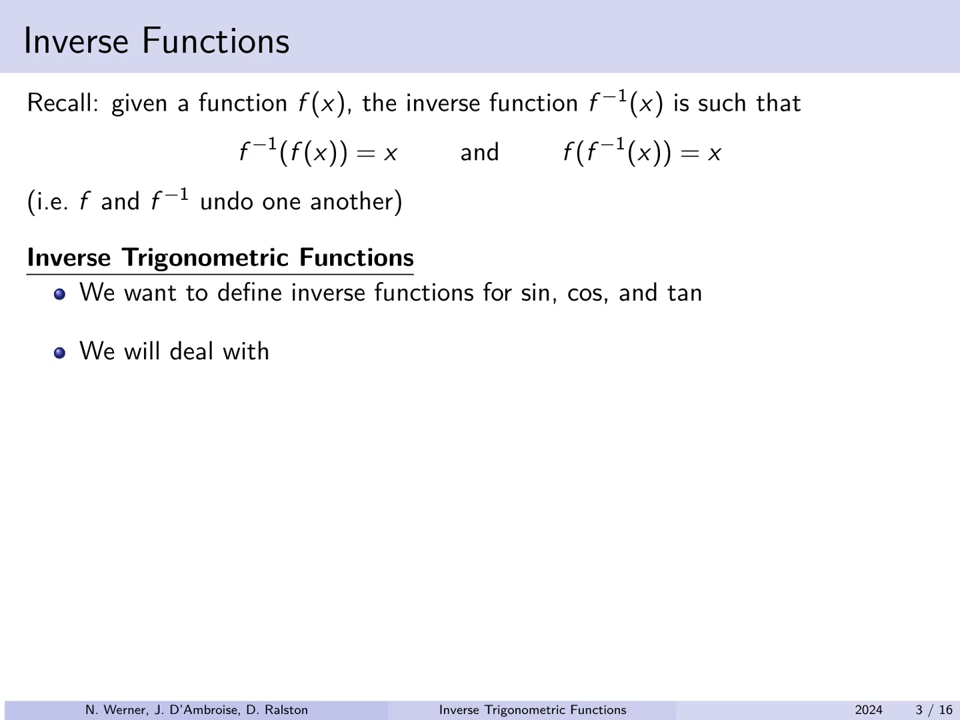 Inverse Functions
Recall: given a function f(x), the inverse function f⁻¹(x) is such that
f⁻¹(f(x)) = x and f(f⁻¹(x)) = x
(i.e. f and f⁻¹ undo one another)
Inverse Trigonometric Functions
We want to define inverse functions for sin, cos, and tan
We will deal with
N. Werner, J. D'Ambroise, D. Ralston Inverse Trigonometric Functions 2024 3 / 16